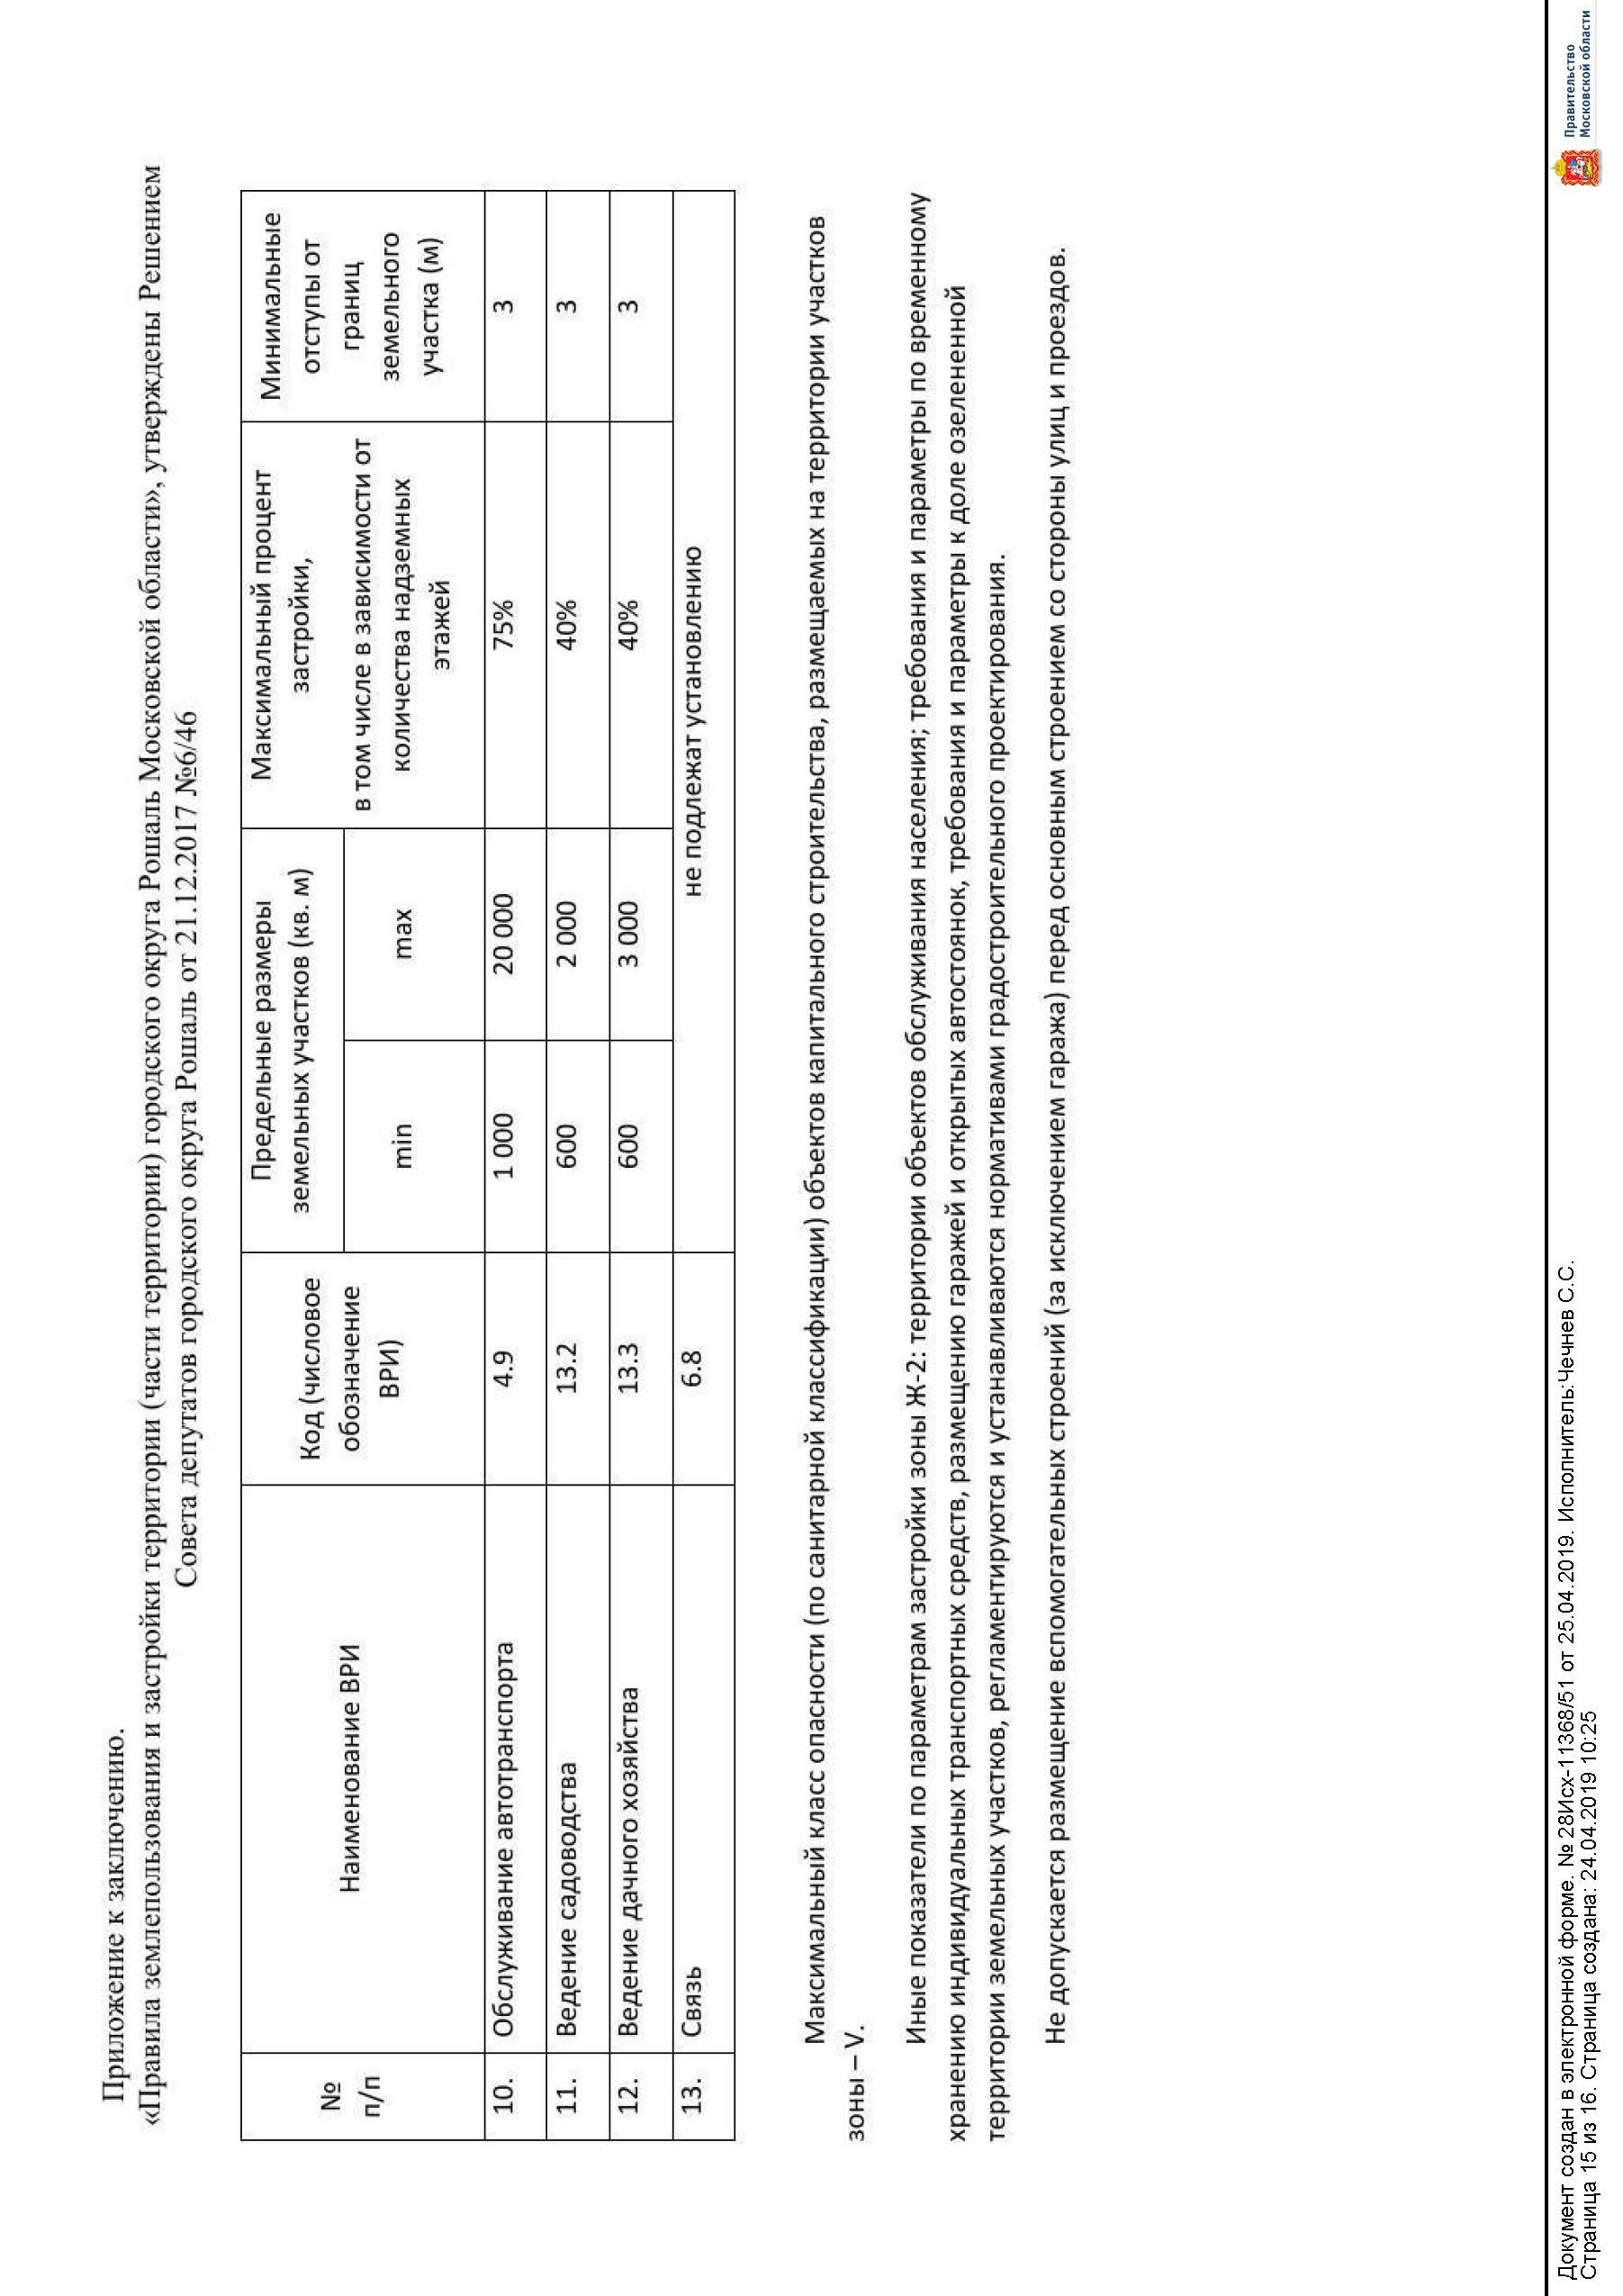 Приложение к заключению.
«Правила землепользования и застройки территории (части территории) городского округа Рошаль Московской области», утверждены Решением
Совета депутатов городского округа Рошаль от 21.12.2017 №6/46
№ п/п
Наименование ВРИ
Код (числовое обозначение ВРИ)
Предельные размеры земельных участков (кв. м)
min
max
Максимальный процент застройки,
в том числе в зависимости от количества надземных этажей
Минимальные отступы от границ земельного участка (м)
10. Обслуживание автотранспорта 4.9 1 000 20 000 75% 3
11. Ведение садоводства 13.2 600 2 000 40% 3
12. Ведение дачного хозяйства 13.3 600 3 000 40% 3
13. Связь 6.8 не подлежат установлению
Максимальный класс опасности (по санитарной классификации) объектов капитального строительства, размещаемых на территории участков
зоны – V.
Иные показатели по параметрам застройки зоны Ж-2: территории объектов обслуживания населения; требования и параметры по временному
хранению индивидуальных транспортных средств, размещению гаражей и открытых автостоянок, требования и параметры к доле озелененной
территории земельных участков, регламентируются и устанавливаются нормативами градостроительного проектирования.
Не допускается размещение вспомогательных строений (за исключением гаража) перед основным строением со стороны улиц и проездов.
Документ создан в электронной форме. № 28Исх-11368/51 от 25.04.2019. Исполнитель:Чечнев С.С.
Страница 15 из 16. Страница создана: 24.04.2019 10:25
Правительство
Московской области